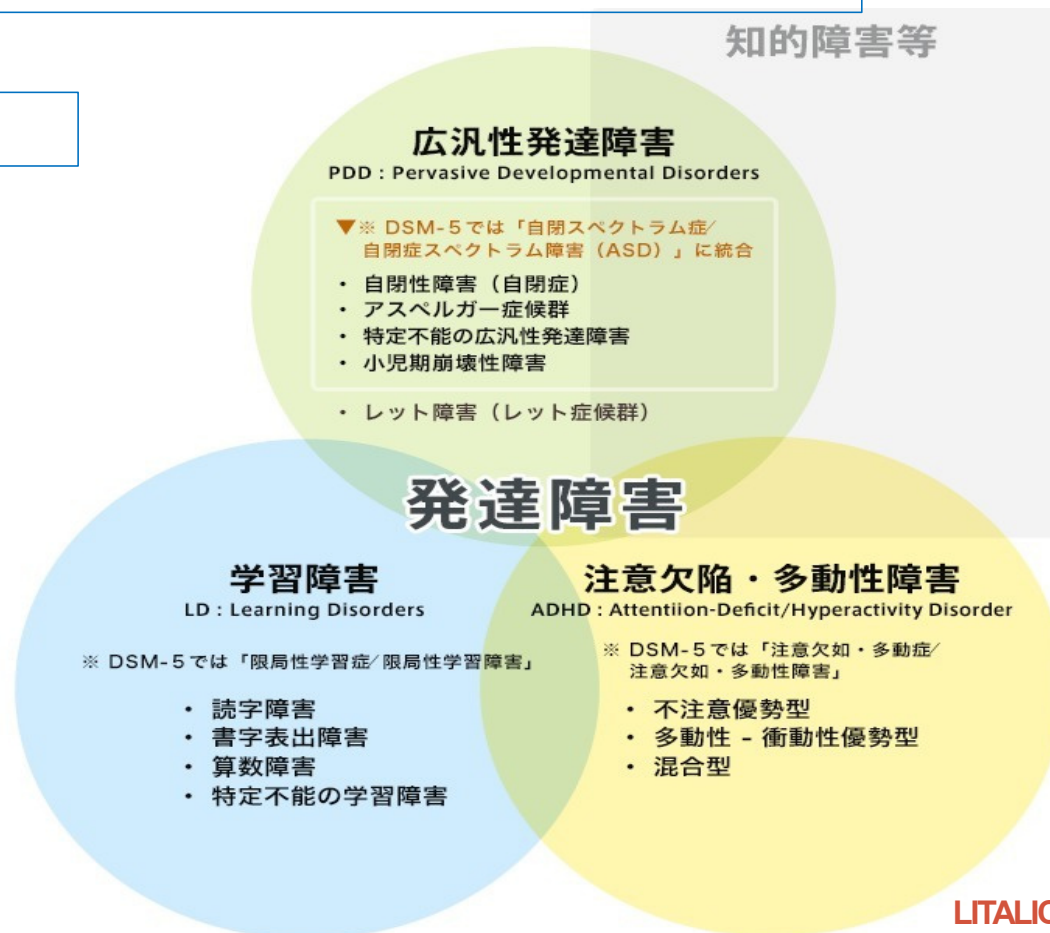 知的障害等
広汎性発達障害
PDD : Pervasive Developmental Disorders
▼※ DSM-5では「自閉スペクトラム症/
自閉症スペクトラム障害（ASD）」に統合
・ 自閉性障害（自閉症）
・ アスペルガー症候群
・ 特定不能の広汎性発達障害
・ 小児期崩壊性障害
・ レット障害（レット症候群）
発達障害
学習障害
LD : Learning Disorders
※ DSM-5では「限局性学習症/限局性学習障害」
・ 読字障害
・ 書字表出障害
・ 算数障害
・ 特定不能の学習障害
注意欠陥・多動性障害
ADHD : Attentiion-Deficit/Hyperactivity Disorder
※ DSM-5では「注意欠如・多動症/
注意欠如・多動性障害」
・ 不注意優勢型
・ 多動性 – 衝動性優勢型
・ 混合型
LITALIC